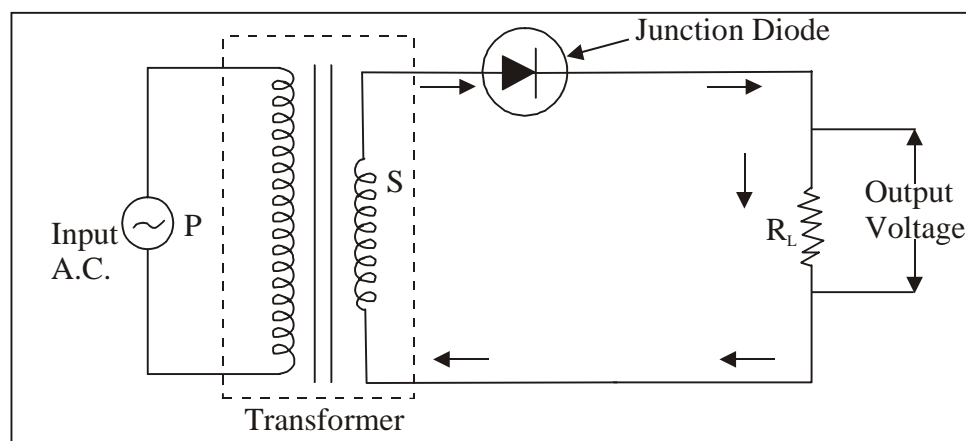 Junction Diode
S
P
Input
A.C.
R_L
Output
Voltage
Transformer